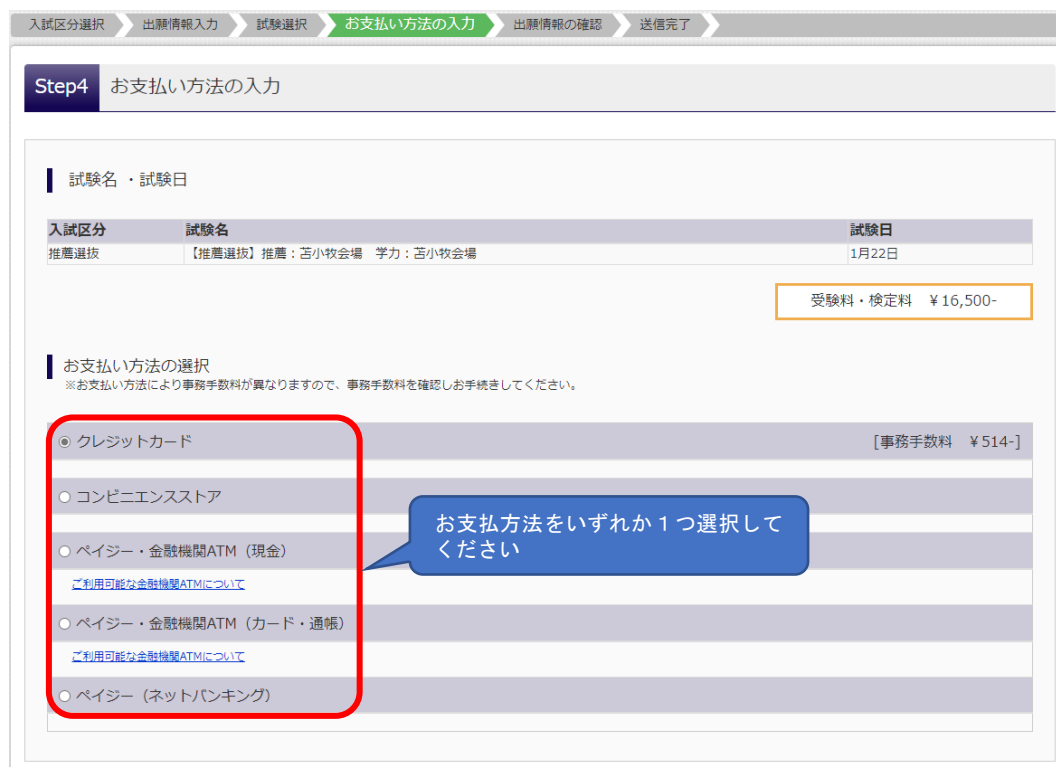 入試区分選択 出願情報入力 試験選択 お支払い方法の入力 出願情報の確認 送信完了
Step4 お支払い方法の入力
試験名 ・試験日
入試区分 試験名 試験日
推薦選抜 【推薦選抜】推薦：苫小牧会場 学力：苫小牧会場 1月22日
受験料・検定料 ￥16,500-
お支払い方法の選択
※お支払い方法により事務手数料が異なりますので、事務手数料を確認しお手続きしてください。
クレジットカード [事務手数料 ￥514-]
コンビニエンスストア
お支払方法をいずれか１つ選択して
ください
ペイジー・金融機関ATM（現金）
ご利用可能な金融機関ATMについて
ペイジー・金融機関ATM（カード・通帳）
ご利用可能な金融機関ATMについて
ペイジー（ネットバンキング）